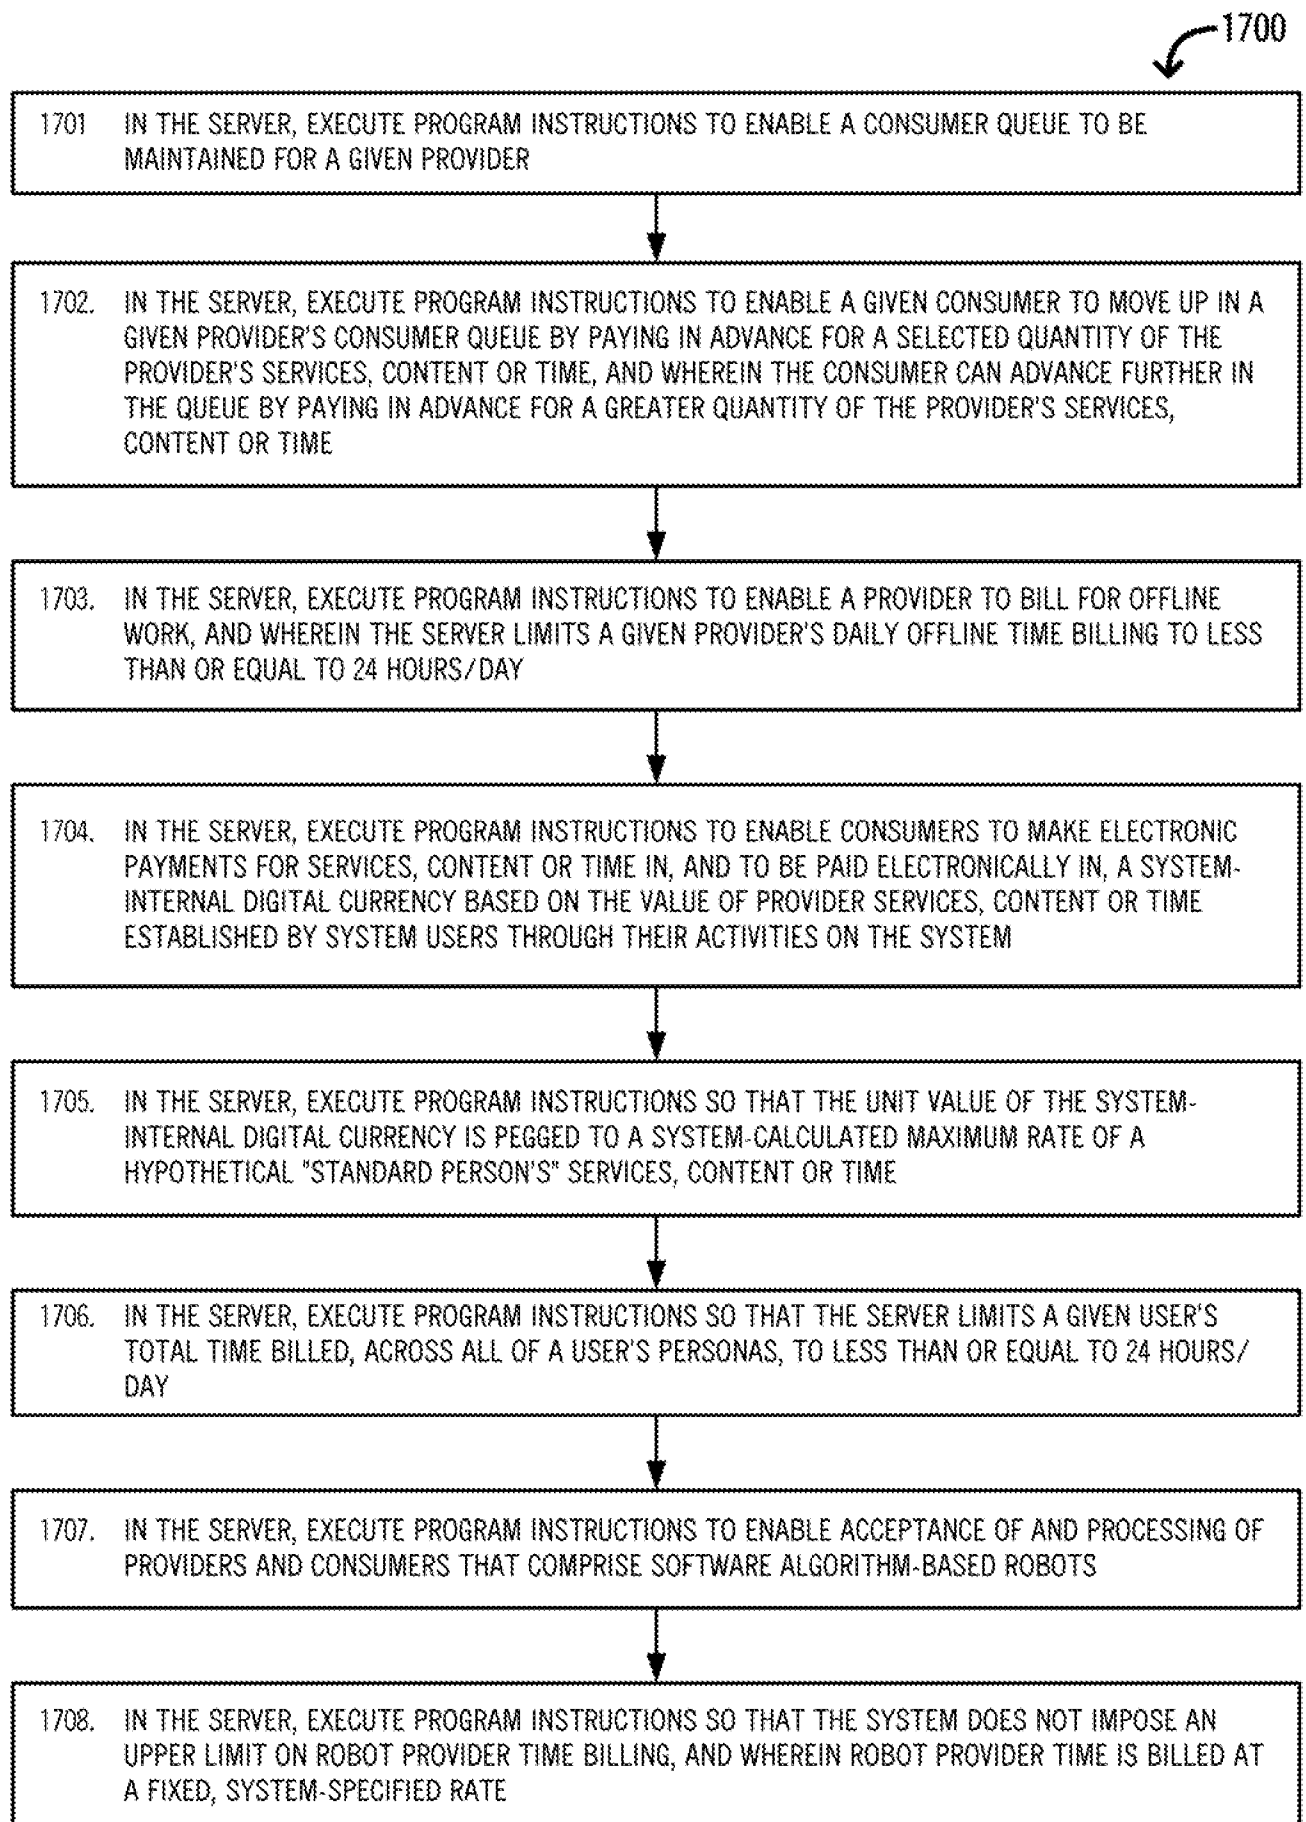 1700
1701 IN THE SERVER, EXECUTE PROGRAM INSTRUCTIONS TO ENABLE A CONSUMER QUEUE TO BE
MAINTAINED FOR A GIVEN PROVIDER
1702. IN THE SERVER, EXECUTE PROGRAM INSTRUCTIONS TO ENABLE A GIVEN CONSUMER TO MOVE UP IN A
GIVEN PROVIDER'S CONSUMER QUEUE BY PAYING IN ADVANCE FOR A SELECTED QUANTITY OF THE
PROVIDER'S SERVICES, CONTENT OR TIME, AND WHEREIN THE CONSUMER CAN ADVANCE FURTHER IN
THE QUEUE BY PAYING IN ADVANCE FOR A GREATER QUANTITY OF THE PROVIDER'S SERVICES,
CONTENT OR TIME
1703. IN THE SERVER, EXECUTE PROGRAM INSTRUCTIONS TO ENABLE A PROVIDER TO BILL FOR OFFLINE
WORK, AND WHEREIN THE SERVER LIMITS A GIVEN PROVIDER'S DAILY OFFLINE TIME BILLING TO LESS
THAN OR EQUAL TO 24 HOURS/DAY
1704. IN THE SERVER, EXECUTE PROGRAM INSTRUCTIONS TO ENABLE CONSUMERS TO MAKE ELECTRONIC
PAYMENTS FOR SERVICES, CONTENT OR TIME IN, AND TO BE PAID ELECTRONICALLY IN, A SYSTEM-
INTERNAL DIGITAL CURRENCY BASED ON THE VALUE OF PROVIDER SERVICES, CONTENT OR TIME
ESTABLISHED BY SYSTEM USERS THROUGH THEIR ACTIVITIES ON THE SYSTEM
1705. IN THE SERVER, EXECUTE PROGRAM INSTRUCTIONS SO THAT THE UNIT VALUE OF THE SYSTEM-
INTERNAL DIGITAL CURRENCY IS PEGGED TO A SYSTEM-CALCULATED MAXIMUM RATE OF A
HYPOTHETICAL "STANDARD PERSON'S" SERVICES, CONTENT OR TIME
1706. IN THE SERVER, EXECUTE PROGRAM INSTRUCTIONS SO THAT THE SERVER LIMITS A GIVEN USER'S
TOTAL TIME BILLED, ACROSS ALL OF A USER'S PERSONAS, TO LESS THAN OR EQUAL TO 24 HOURS/
DAY
1707. IN THE SERVER, EXECUTE PROGRAM INSTRUCTIONS TO ENABLE ACCEPTANCE OF AND PROCESSING OF
PROVIDERS AND CONSUMERS THAT COMPRISE SOFTWARE ALGORITHM-BASED ROBOTS
1708. IN THE SERVER, EXECUTE PROGRAM INSTRUCTIONS SO THAT THE SYSTEM DOES NOT IMPOSE AN
UPPER LIMIT ON ROBOT PROVIDER TIME BILLING, AND WHEREIN ROBOT PROVIDER TIME IS BILLED AT
A FIXED, SYSTEM-SPECIFIED RATE